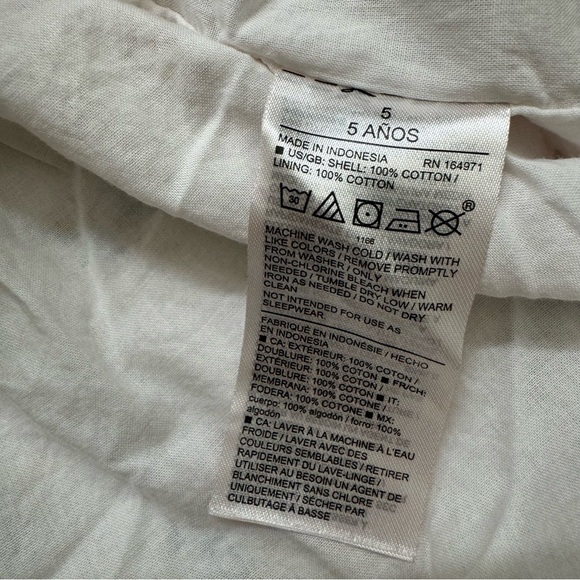 5
5 AÑOS
MADE IN INDONESIA RN 164971
■ US/GB: SHELL: 100% COTTON /
LINING: 100% COTTON
30
®
1166
MACHINE WASH COLD / WASH WITH
LIKE COLORS / REMOVE PROMPTLY
FROM WASHER / ONLY
NON-CHLORINE BLEACH WHEN
NEEDED / TUMBLE DRY LOW / WARM
IRON AS NEEDED / DO NOT DRY
CLEAN
NOT INTENDED FOR USE AS
SLEEPWEAR.
FABRIQUÉ EN INDONÉSIE / HECHO
EN INDONESIA
■ CA: EXTÉRIEUR: 100% COTON /
DOUBLURE: 100% COTON ■ FR/CH:
EXTÉRIEUR: 100% COTON /
DOUBLURE: 100% COTON ■ IT:
MEMBRANA: 100% COTONE /
FODERA: 100% COTONE ■ MX:
cuerpo: 100% algodón / forro: 100%
algodón
■ CA: LAVER À LA MACHINE À L'EAU
FROIDE / LAVER AVEC DES
COULEURS SEMBLABLES / RETIRER
RAPIDEMENT DU LAVE-LINGE /
UTILISER AU BESOIN UN AGENT DE
BLANCHIMENT SANS CHLORE
UNIQUEMENT / SÉCHER PAR
CULBUTAGE À BASSE